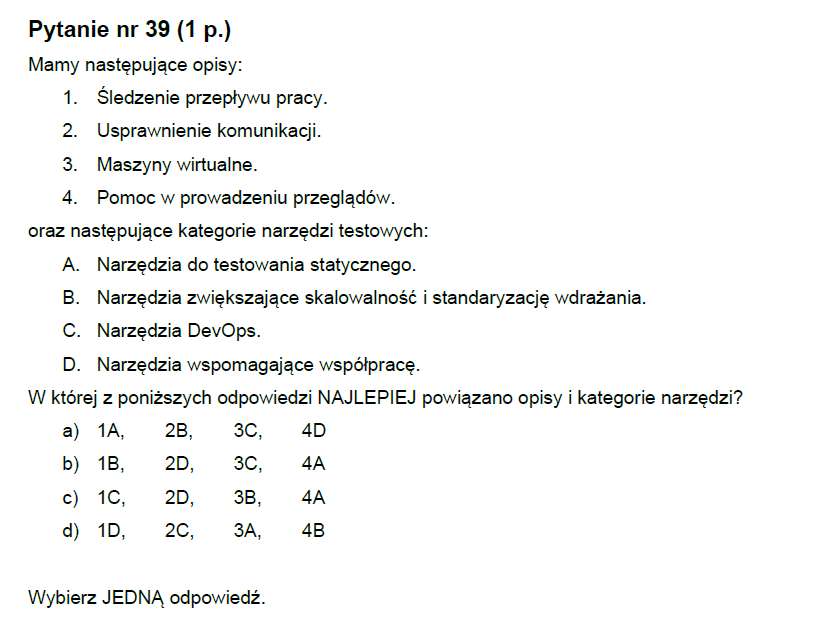 Pytanie nr 39 (1 p.)
Mamy następujące opisy:
1. Śledzenie przepływu pracy.
2. Usprawnienie komunikacji.
3. Maszyny wirtualne.
4. Pomoc w prowadzeniu przeglądów.
oraz następujące kategorie narzędzi testowych:
A. Narzędzia do testowania statycznego.
B. Narzędzia zwiększające skalowalność i standaryzację wdrażania.
C. Narzędzia DevOps.
D. Narzędzia wspomagające współpracę.
W której z poniższych odpowiedzi NAJLEPIEJ powiązano opisy i kategorie narzędzi?
a) 1A, 2B, 3C, 4D
b) 1B, 2D, 3C, 4A
c) 1C, 2D, 3B, 4A
d) 1D, 2C, 3A, 4B
Wybierz JEDNĄ odpowiedź.